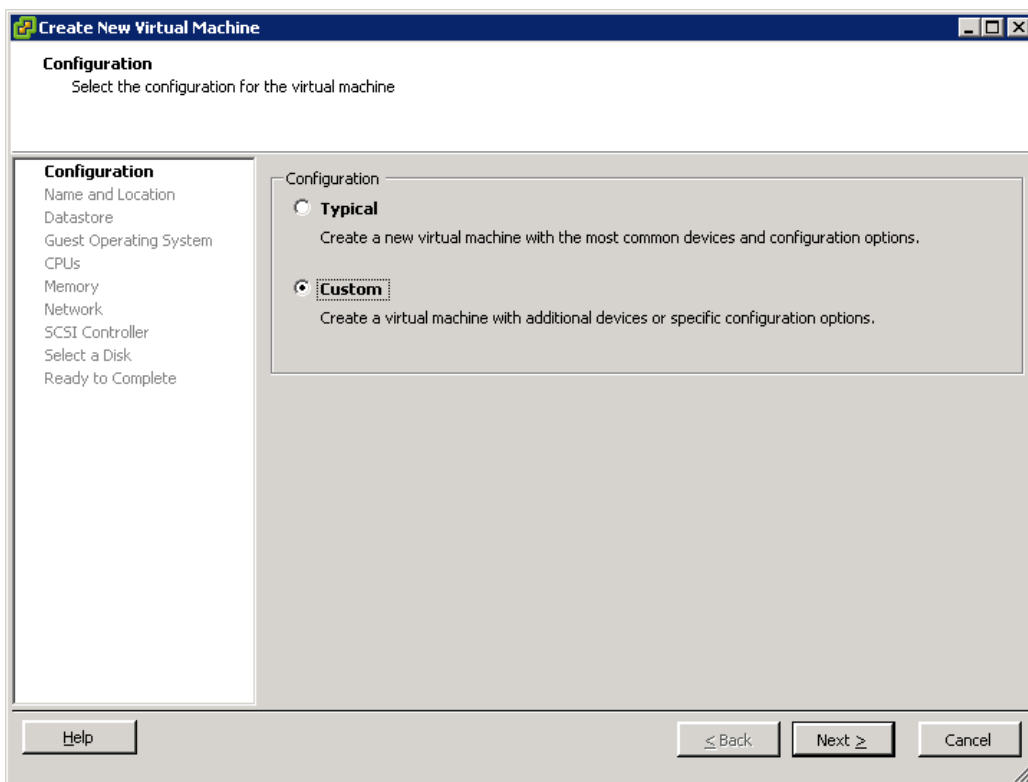 Create New Virtual Machine
Configuration
Select the configuration for the virtual machine
Configuration
Name and Location
Datastore
Guest Operating System
CPUs
Memory
Network
SCSI Controller
Select a Disk
Ready to Complete
Configuration
Typical
Create a new virtual machine with the most common devices and configuration options.
Custom
Create a virtual machine with additional devices or specific configuration options.
Help
< Back
Next >
Cancel